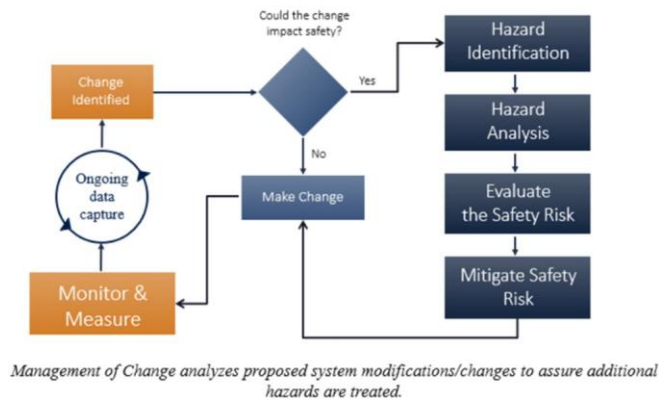 Could the change
impact safety?
Hazard
Identification
Change
Identified
Yes
Hazard
Analysis
No
Ongoing
data
capture
Make Change
Evaluate
the Safety Risk
Monitor &
Measure
Mitigate Safety
Risk
Management of Change analyzes proposed system modifications/changes to assure additional
hazards are treated.